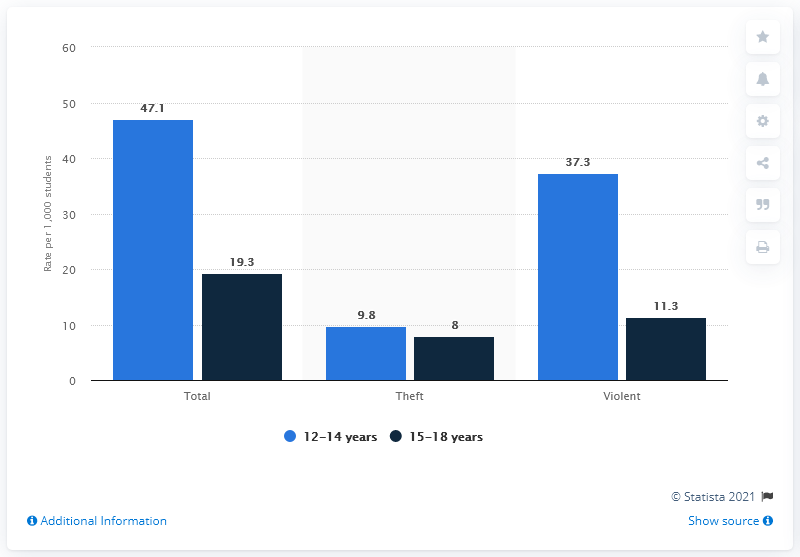 60
50
40
30
20
10
0
Rate per 1,000 students
47.1
19.3
9.8
8
37.3
11.3
Total
Theft
Violent
12-14 years
15-18 years
© Statista 2021
Additional Information
Show source